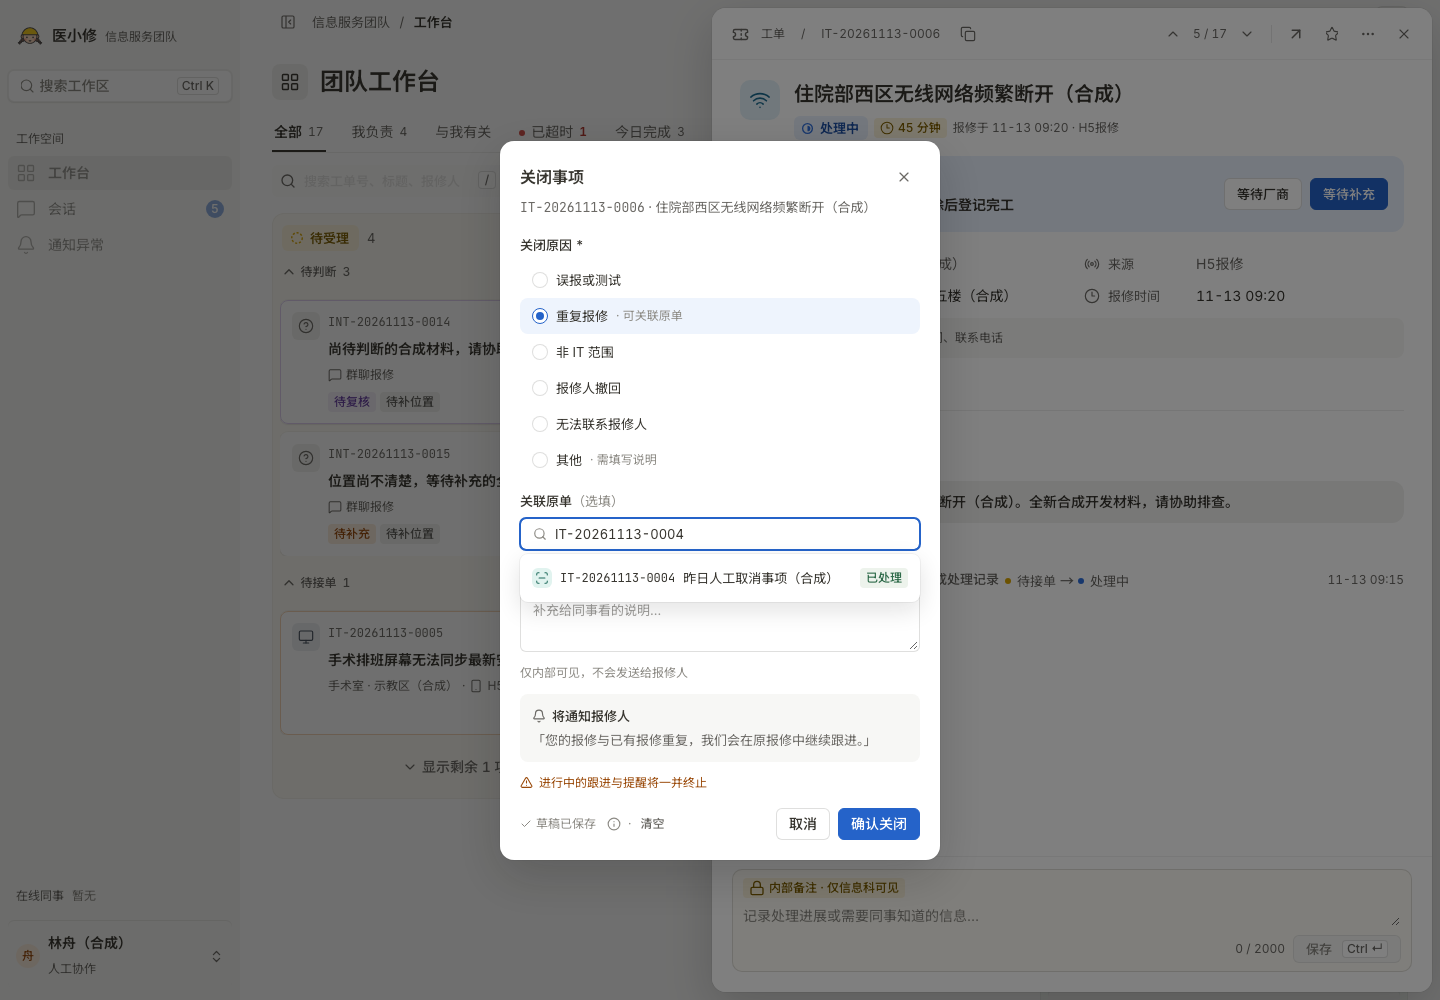 医小修 信息服务团队
搜索工作区 Ctrl K
工作空间
工作台
会话 5
通知异常
在线同事 暂无
舟 林舟（合成）
人工协作
信息服务团队 / 工作台
团队工作台
全部 17 我负责 4 与我有关 已超时 1 今日完成 3
搜索工单号、标题、报修人 /
待受理 4
待判断 3
INT-20261113-0014
尚待判断的合成材料，请协
群聊报修
待复核 待补位置
INT-20261113-0015
位置尚不清楚，等待补充的
群聊报修
待补充 待补位置
待接单 1
IT-20261113-0005
手术排班屏幕无法同步最新
手术室 · 示教区（合成） · H5
显示剩余 1
工单 / IT-20261113-0006 5 / 17
住院部西区无线网络频繁断开（合成）
处理中 45 分钟 报修于 11-13 09:20 · H5报修
后登记完工 等待厂商 等待补充
成） 来源 H5报修
五楼（合成） 报修时间 11-13 09:20
、联系电话
断开（合成）。全新合成开发材料，请协助排查。
成处理记录 待接单 → 处理中 11-13 09:15
内部备注 · 仅信息科可见
记录处理进展或需要同事知道的信息...
0 / 2000 保存 Ctrl ↵
关闭事项
IT-20261113-0006 · 住院部西区无线网络频繁断开（合成）
关闭原因 *
误报或测试
重复报修 · 可关联原单
非 IT 范围
报修人撤回
无法联系报修人
其他 · 需填写说明
关联原单（选填）
IT-20261113-0004
IT-20261113-0004 昨日人工取消事项（合成） 已处理
补充给同事看的说明...
仅内部可见，不会发送给报修人
将通知报修人
「您的报修与已有报修重复，我们会在原报修中继续跟进。」
进行中的跟进与提醒将一并终止
草稿已保存 · 清空 取消 确认关闭